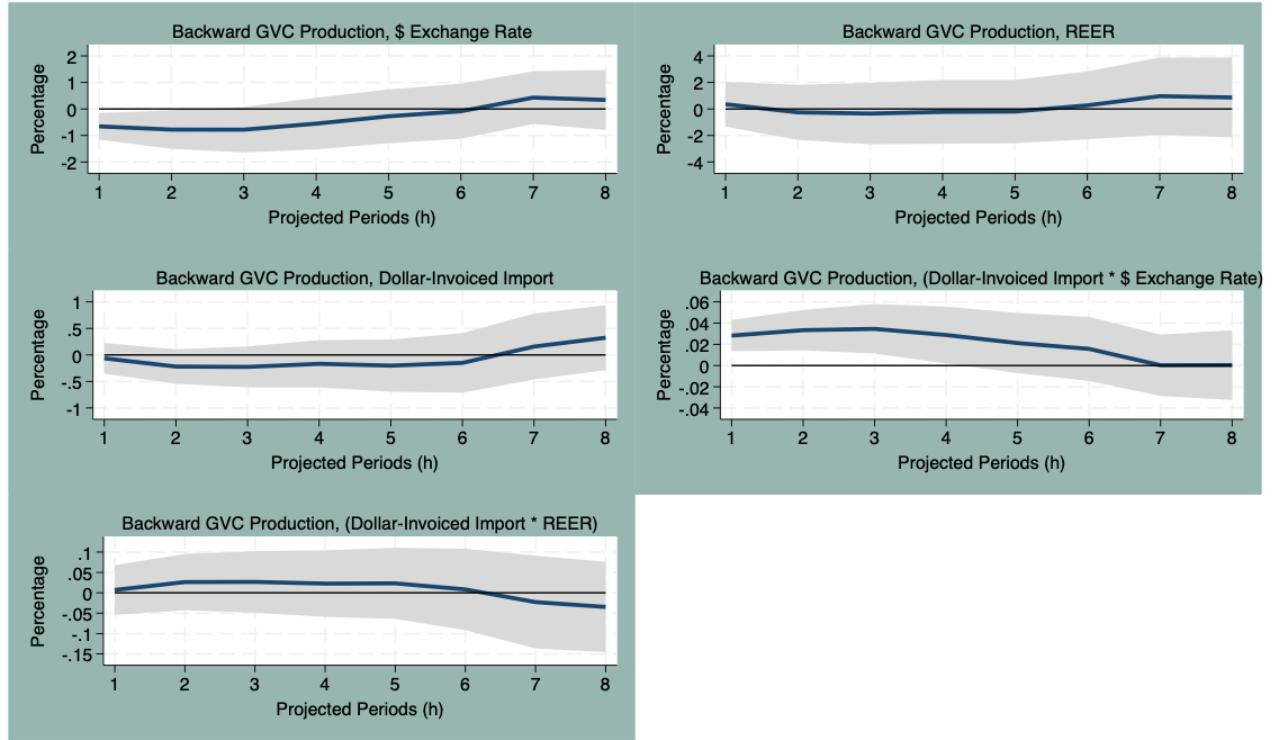 Backward GVC Production, $ Exchange Rate
Percentage
2
1
0
-1
-2
1 2 3 4 5 6 7 8
Projected Periods (h)
Backward GVC Production, REER
Percentage
4
2
0
-2
-4
1 2 3 4 5 6 7 8
Projected Periods (h)
Backward GVC Production, Dollar-Invoiced Import
Percentage
1
.5
0
-.5
-1
1 2 3 4 5 6 7 8
Projected Periods (h)
Backward GVC Production, (Dollar-Invoiced Import * $ Exchange Rate)
Percentage
.06
.04
.02
0
-.02
-.04
1 2 3 4 5 6 7 8
Projected Periods (h)
Backward GVC Production, (Dollar-Invoiced Import * REER)
Percentage
.1
.05
0
-.05
-.1
-.15
1 2 3 4 5 6 7 8
Projected Periods (h)